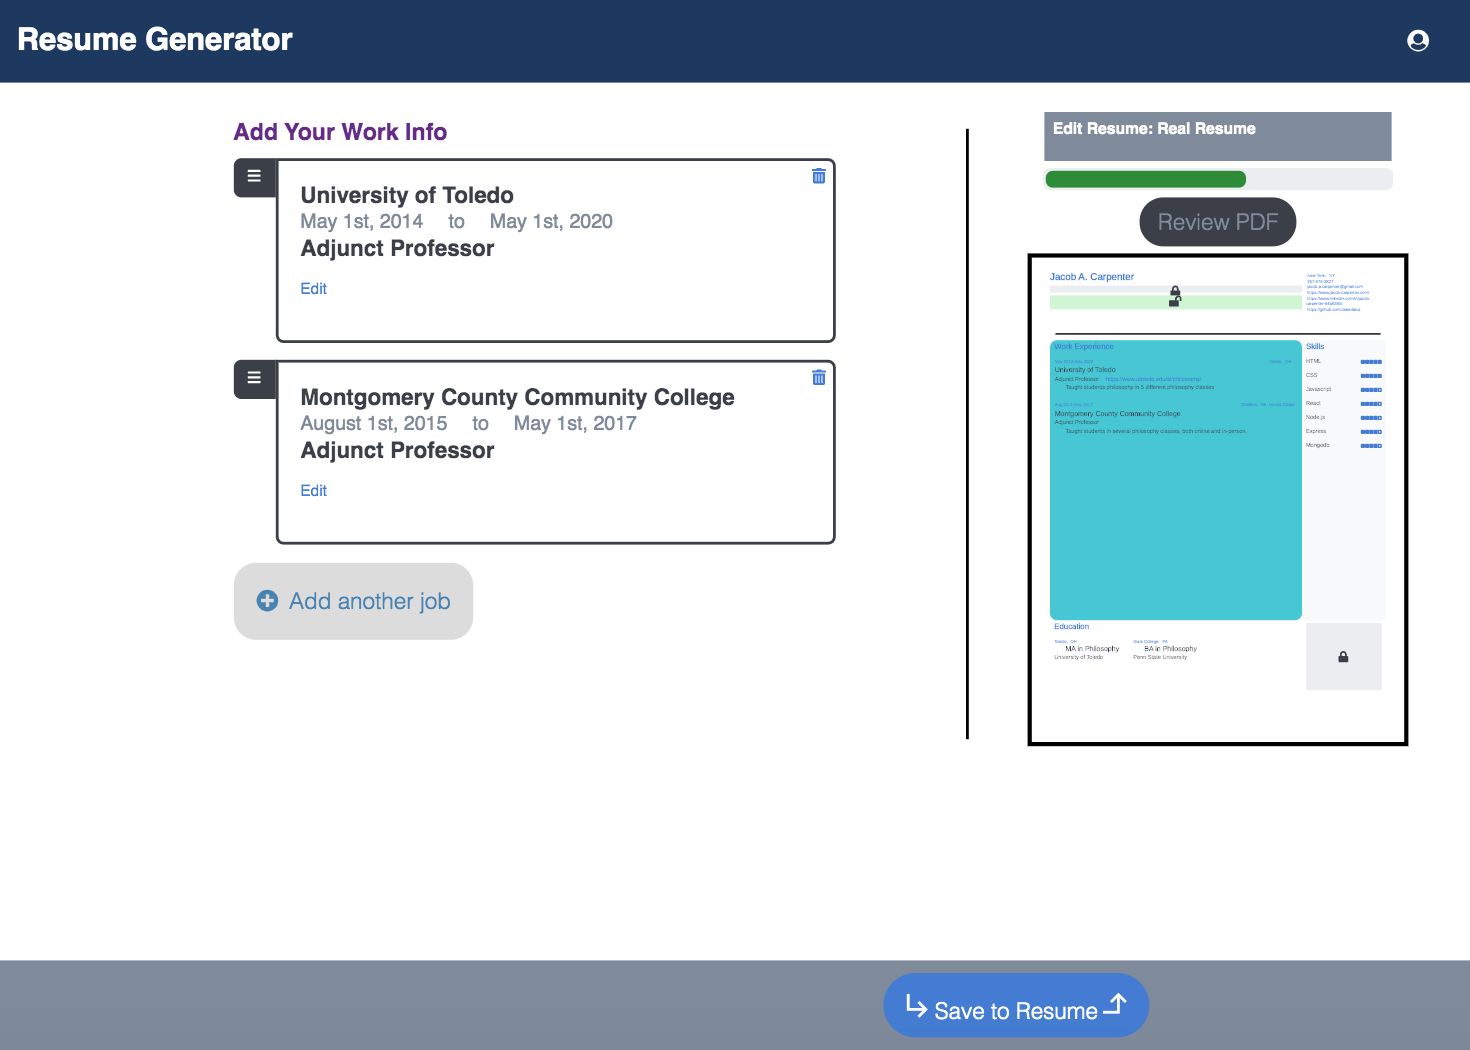 Resume Generator
Add Your Work Info
University of Toledo
May 1st, 2014 to May 1st, 2020
Adjunct Professor
Edit
Montgomery County Community College
August 1st, 2015 to May 1st, 2017
Adjunct Professor
Edit
Add another job
Edit Resume: Real Resume
Review PDF
Jacob A. Carpenter
New York, NY
Work Experience
University of Toledo
Adjunct Professor
Taught students philosophy in 5 different philosophy classes
Montgomery County Community College
Adjunct Professor
Taught students in several philosophy classes, both online and in-person.
Skills
HTML
CSS
Javascript
React
Node.js
Express
Mongodb
Education
Toledo, OH
MA in Philosophy
University of Toledo
State College, PA
BA in Philosophy
Penn State University
Save to Resume